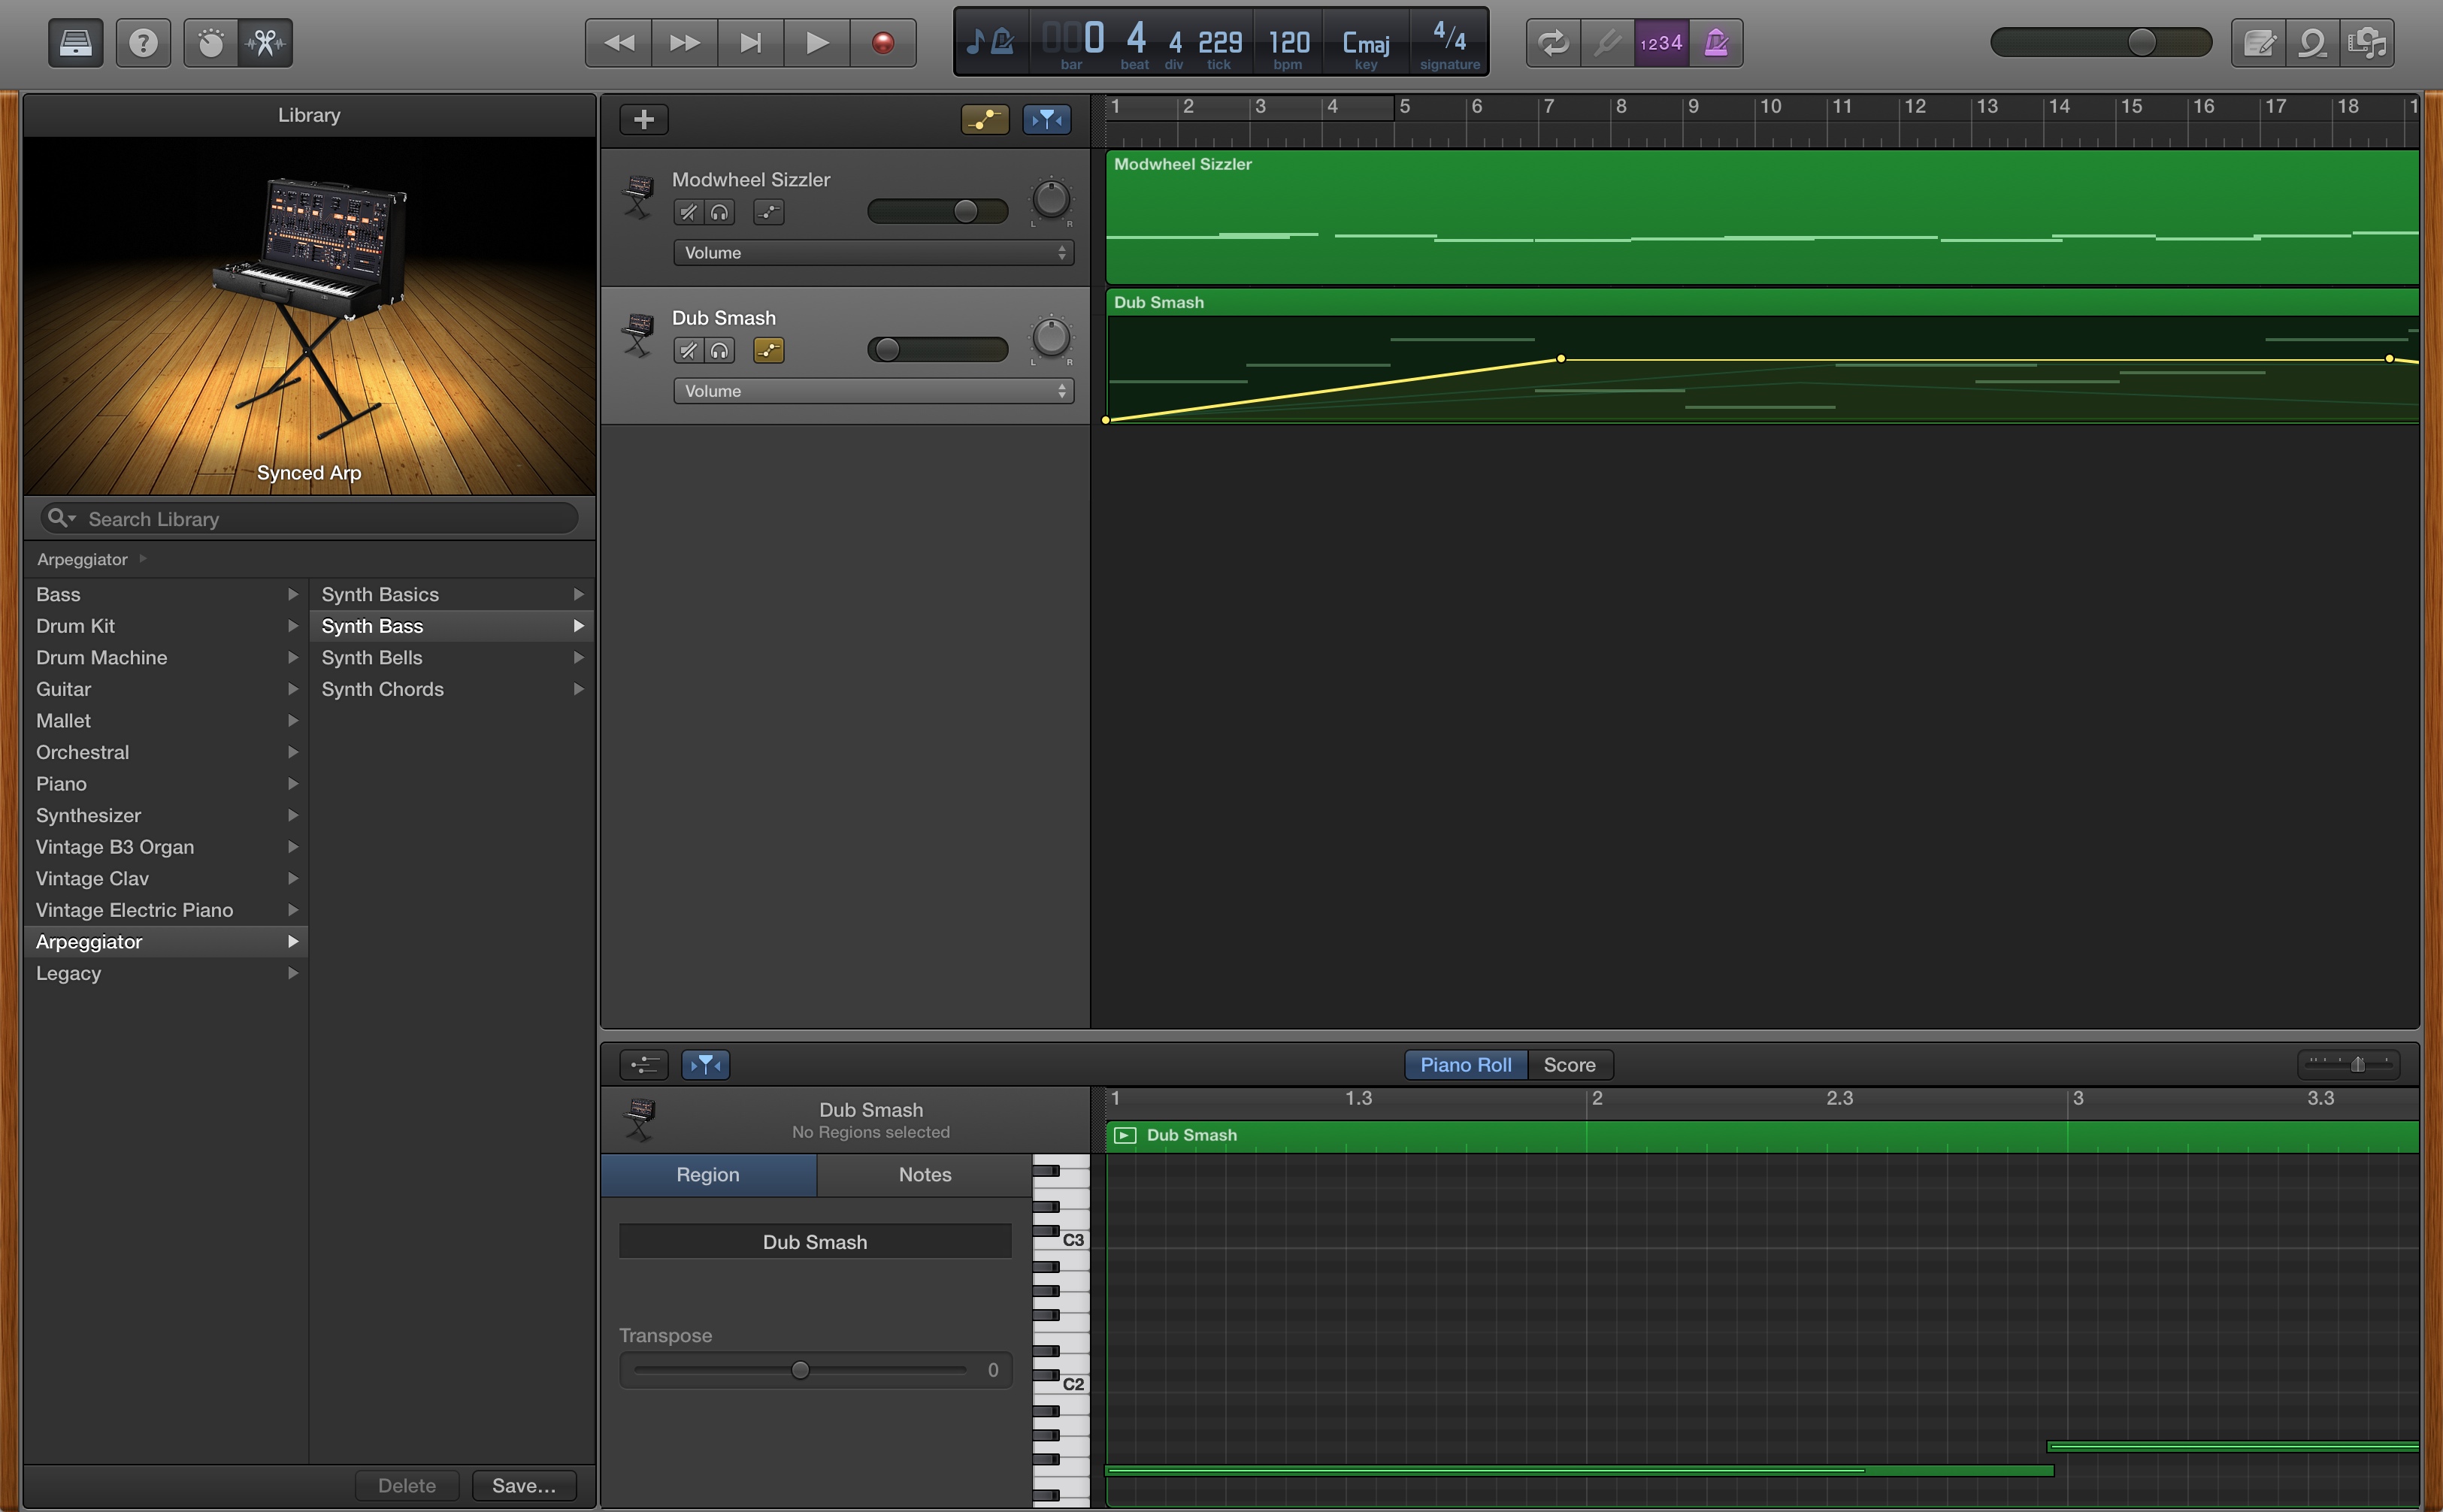 ?
0 4 4 229 120 Cmaj 4/4
bar beat div tick bpm key signature
1234
Library
Synced Arp
Search Library
Arpeggiator
Bass
Drum Kit
Drum Machine
Guitar
Mallet
Orchestral
Piano
Synthesizer
Vintage B3 Organ
Vintage Clav
Vintage Electric Piano
Arpeggiator
Legacy
Synth Basics
Synth Bass
Synth Bells
Synth Chords
Delete Save...
1 2 3 4 5 6 7 8 9 10 11 12 13 14 15 16 17 18
Modwheel Sizzler
L R
Volume
Dub Smash
L R
Volume
Modwheel Sizzler
Dub Smash
Piano Roll Score
Dub Smash
No Regions selected
Region Notes
Dub Smash
Transpose
0
1 1.3 2 2.3 3 3.3
Dub Smash
C3
C2